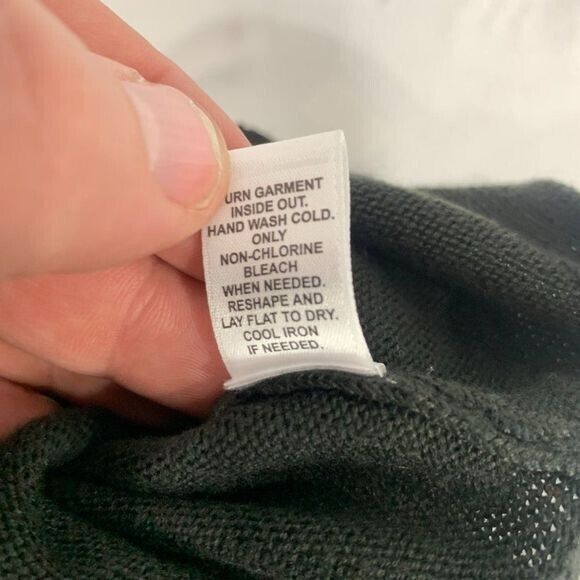 URN GARMENT
INSIDE OUT.
HAND WASH COLD.
ONLY
NON-CHLORINE
BLEACH
WHEN NEEDED.
RESHAPE AND
LAY FLAT TO DRY.
COOL IRON
IF NEEDED.